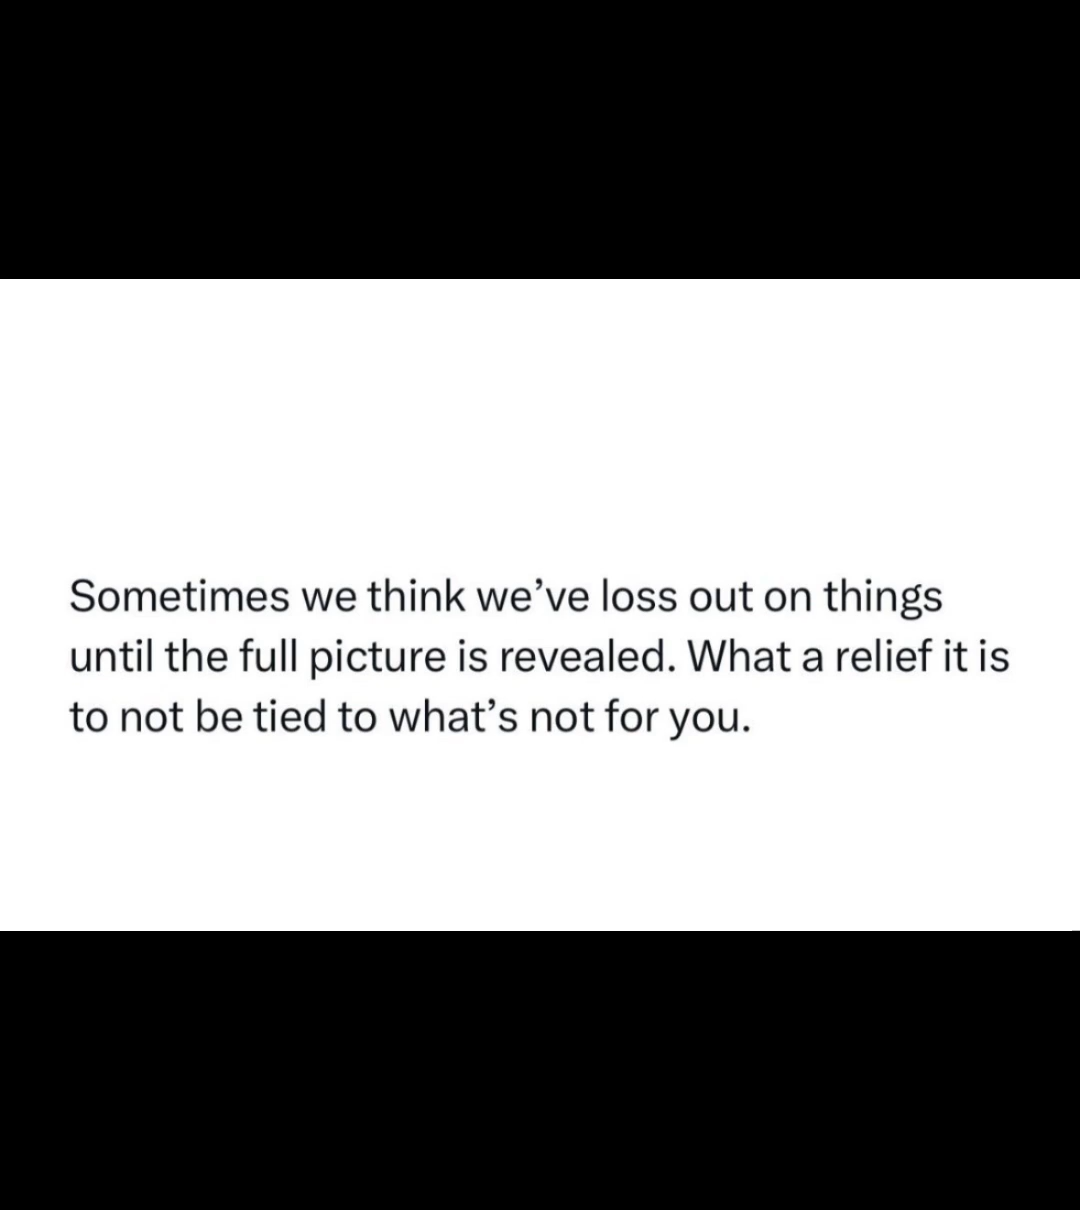 Sometimes we think we’ve loss out on things
until the full picture is revealed. What a relief it is
to not be tied to what’s not for you.